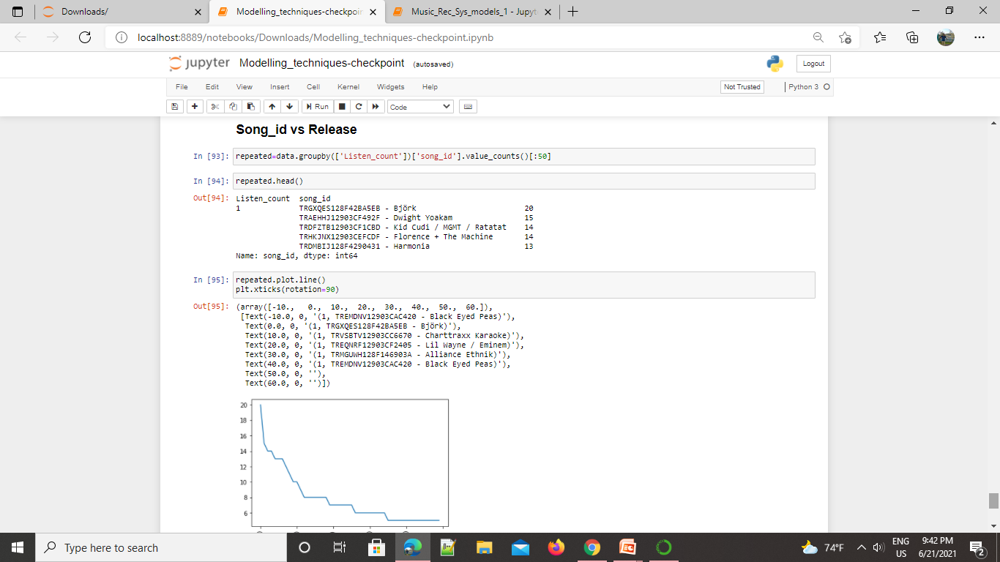 Downloads/
Modelling_techniques-checkpoin
Music_Rec_Sys_models_1 - Jupyt
localhost:8889/notebooks/Downloads/Modelling_techniques-checkpoint.ipynb
jupyter Modelling_techniques-checkpoint (autosaved)
Logout
File Edit View Insert Cell Kernel Widgets Help
Not Trusted Python 3
Run Code
Song_id vs Release
In [93]: repeated=data.groupby(['Listen_count'])['song_id'].value_counts()[:50]
In [94]: repeated.head()
Out[94]: Listen_count song_id
1 TRGXQES128F42BA5EB - Björk 20
TRAEHHJ12903CF492F - Dwight Yoakam 15
TRDFZTB12903CF1CBD - Kid Cudi / MGMT / Ratatat 14
TRHKJNX12903CEFCDF - Florence + The Machine 14
TRDMBIJ128F4290431 - Harmonia 13
Name: song_id, dtype: int64
In [95]: repeated.plot.line()
plt.xticks(rotation=90)
Out[95]: (array([-10., 0., 10., 20., 30., 40., 50., 60.]),
[Text(-10.0, 0, '(1, TREMDNV12903CAC420 - Black Eyed Peas)'),
Text(0.0, 0, '(1, TRGXQES128F42BA5EB - Björk)'),
Text(10.0, 0, '(1, TRVSBTV12903CC6670 - Charttraxx Karaoke)'),
Text(20.0, 0, '(1, TREQNRF12903CF2405 - Lil Wayne / Eminem)'),
Text(30.0, 0, '(1, TRMGUWH128F146903A - Alliance Ethnik)'),
Text(40.0, 0, '(1, TREMDNV12903CAC420 - Black Eyed Peas)'),
Text(50.0, 0, ''),
Text(60.0, 0, '')])
20
18
16
14
12
10
8
6
Type here to search
74°F
ENG
US
9:42 PM
6/21/2021
2